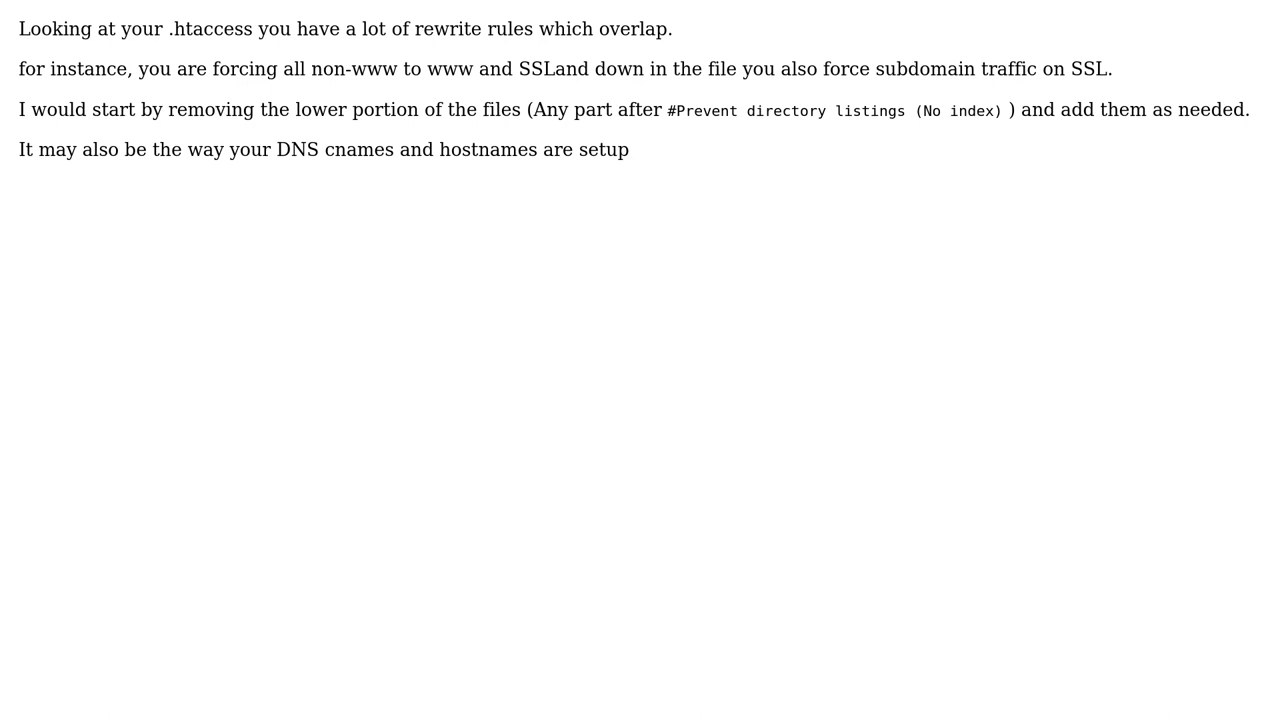 Looking at your .htaccess you have a lot of rewrite rules which overlap.
for instance, you are forcing all non-www to www and SSLand down in the file you also force subdomain traffic on SSL.
I would start by removing the lower portion of the files (Any part after #Prevent directory listings (No index) ) and add them as needed.
It may also be the way your DNS cnames and hostnames are setup